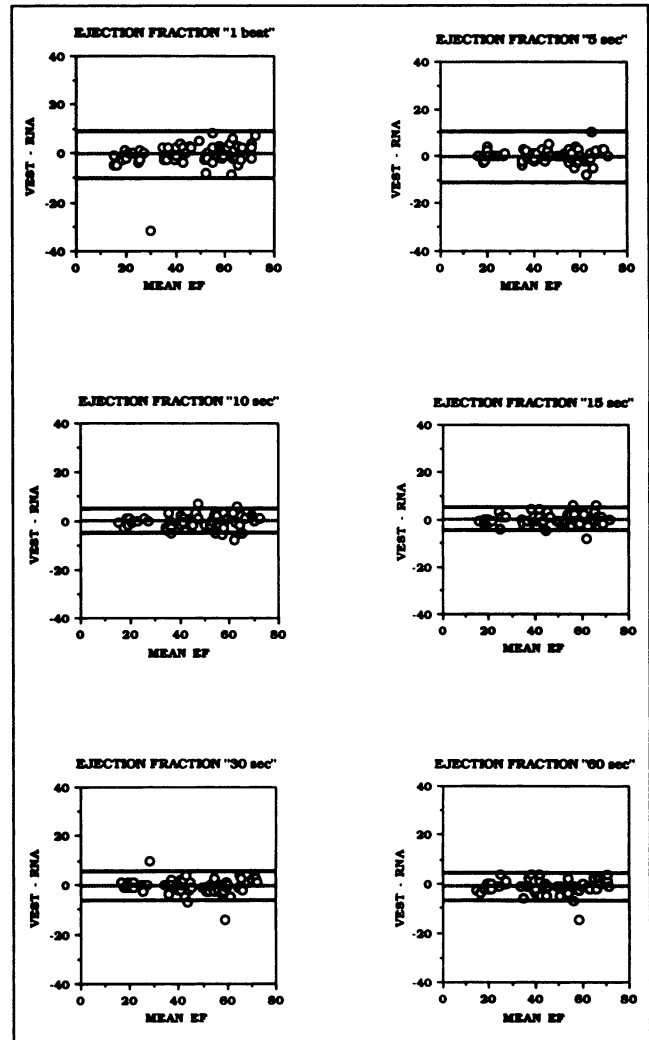 EJECTION FRACTION "1 beat"
40
20
0
-20
-40
VEST - RNA
0 20 40 60 80
MEAN EF
EJECTION FRACTION "5 sec"
40
20
0
-20
-40
VEST - RNA
0 20 40 60 80
MEAN EF
EJECTION FRACTION "10 sec"
40
20
0
-20
-40
VEST - RNA
0 20 40 60 80
MEAN EF
EJECTION FRACTION "15 sec"
40
20
0
-20
-40
VEST - RNA
0 20 40 60 80
MEAN EF
EJECTION FRACTION "30 sec"
40
20
0
-20
-40
VEST - RNA
0 20 40 60 80
MEAN EF
EJECTION FRACTION "60 sec"
40
20
0
-20
-40
VEST - RNA
0 20 40 60 80
MEAN EF